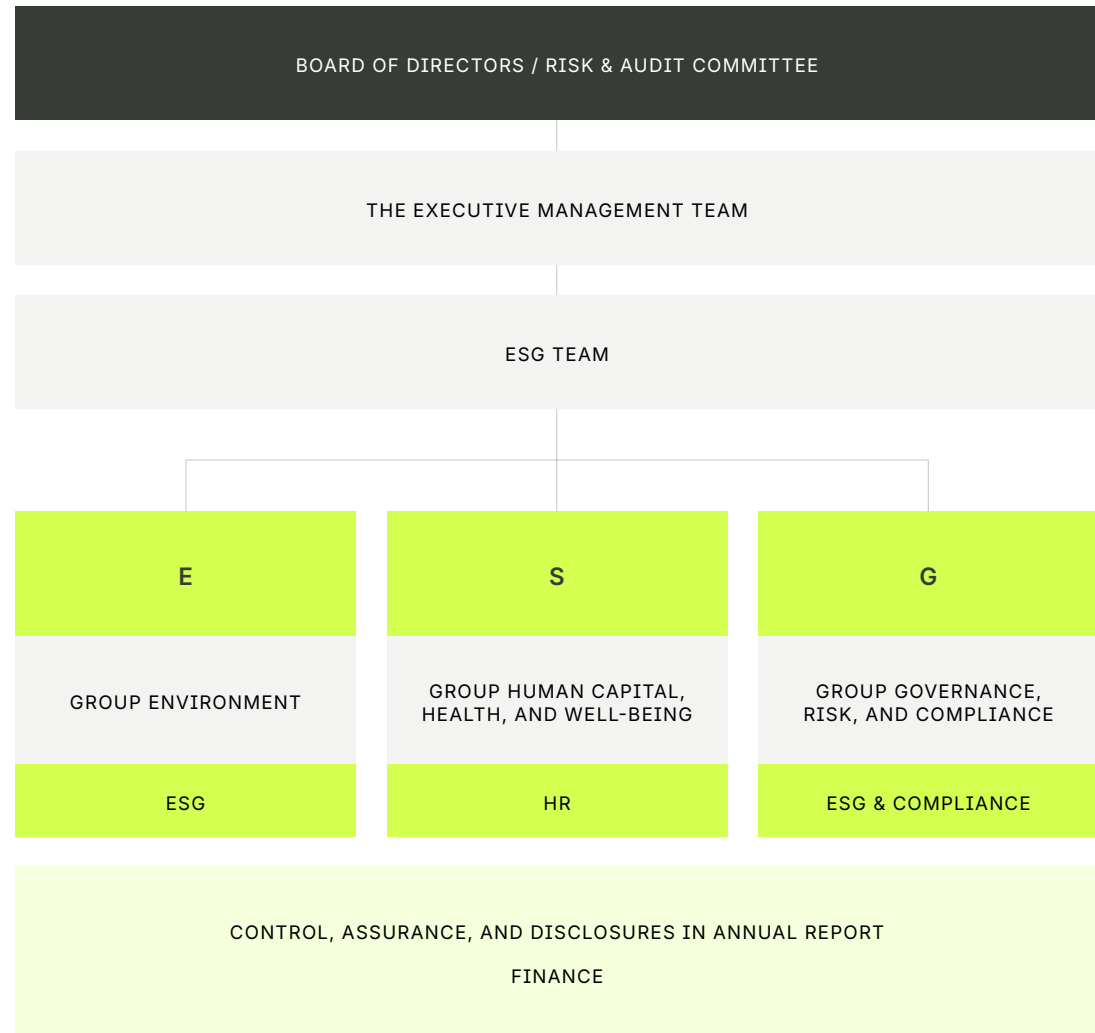 BOARD OF DIRECTORS / RISK & AUDIT COMMITTEE
THE EXECUTIVE MANAGEMENT TEAM
ESG TEAM
E
S
G
GROUP ENVIRONMENT
GROUP HUMAN CAPITAL,
HEALTH, AND WELL-BEING
GROUP GOVERNANCE,
RISK, AND COMPLIANCE
ESG
HR
ESG & COMPLIANCE
CONTROL, ASSURANCE, AND DISCLOSURES IN ANNUAL REPORT
FINANCE